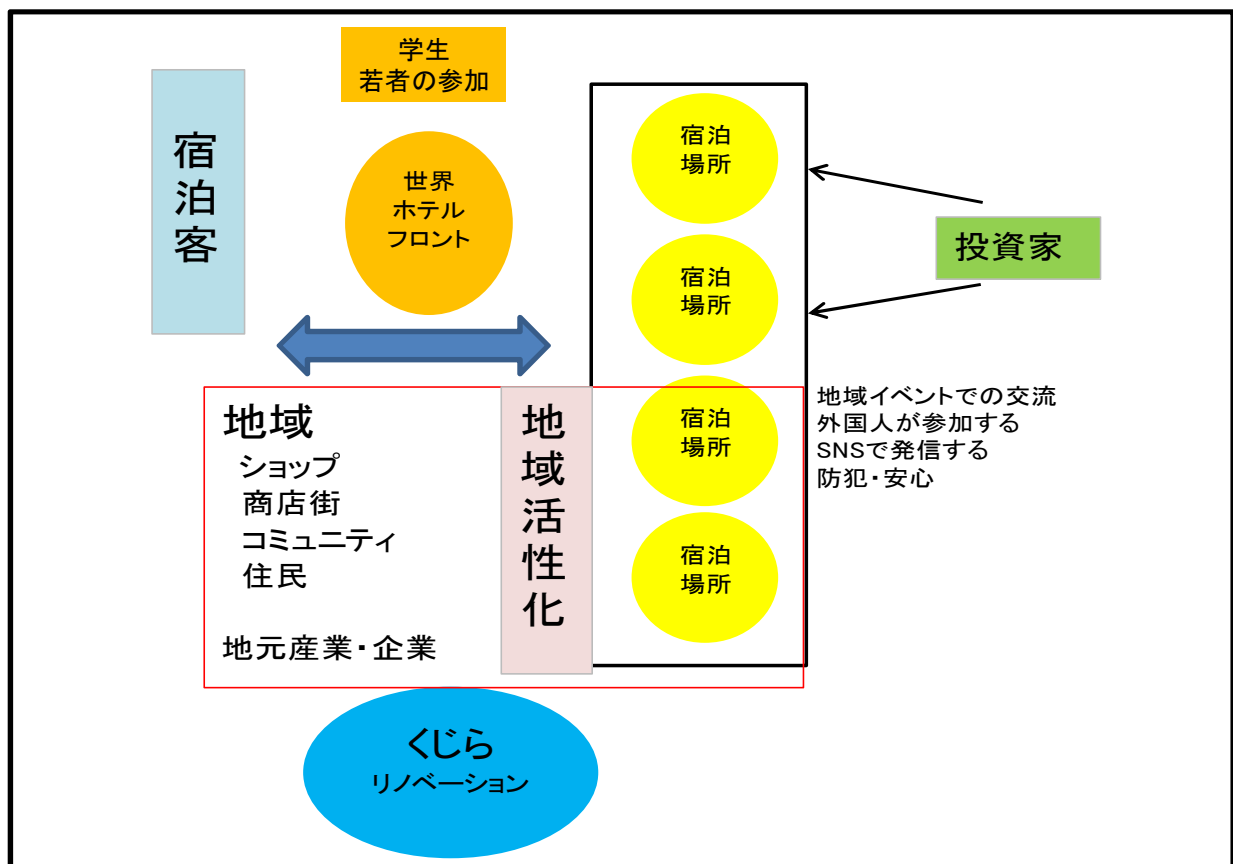 学生
若者の参加
宿泊客
世界
ホテル
フロント
宿泊
場所
宿泊
場所
宿泊
場所
宿泊
場所
投資家
地域
ショップ
商店街
コミュニティ
住民
地元産業・企業
地域活性化
地域イベントでの交流
外国人が参加する
SNSで発信する
防犯・安心
くじら
リノベーション